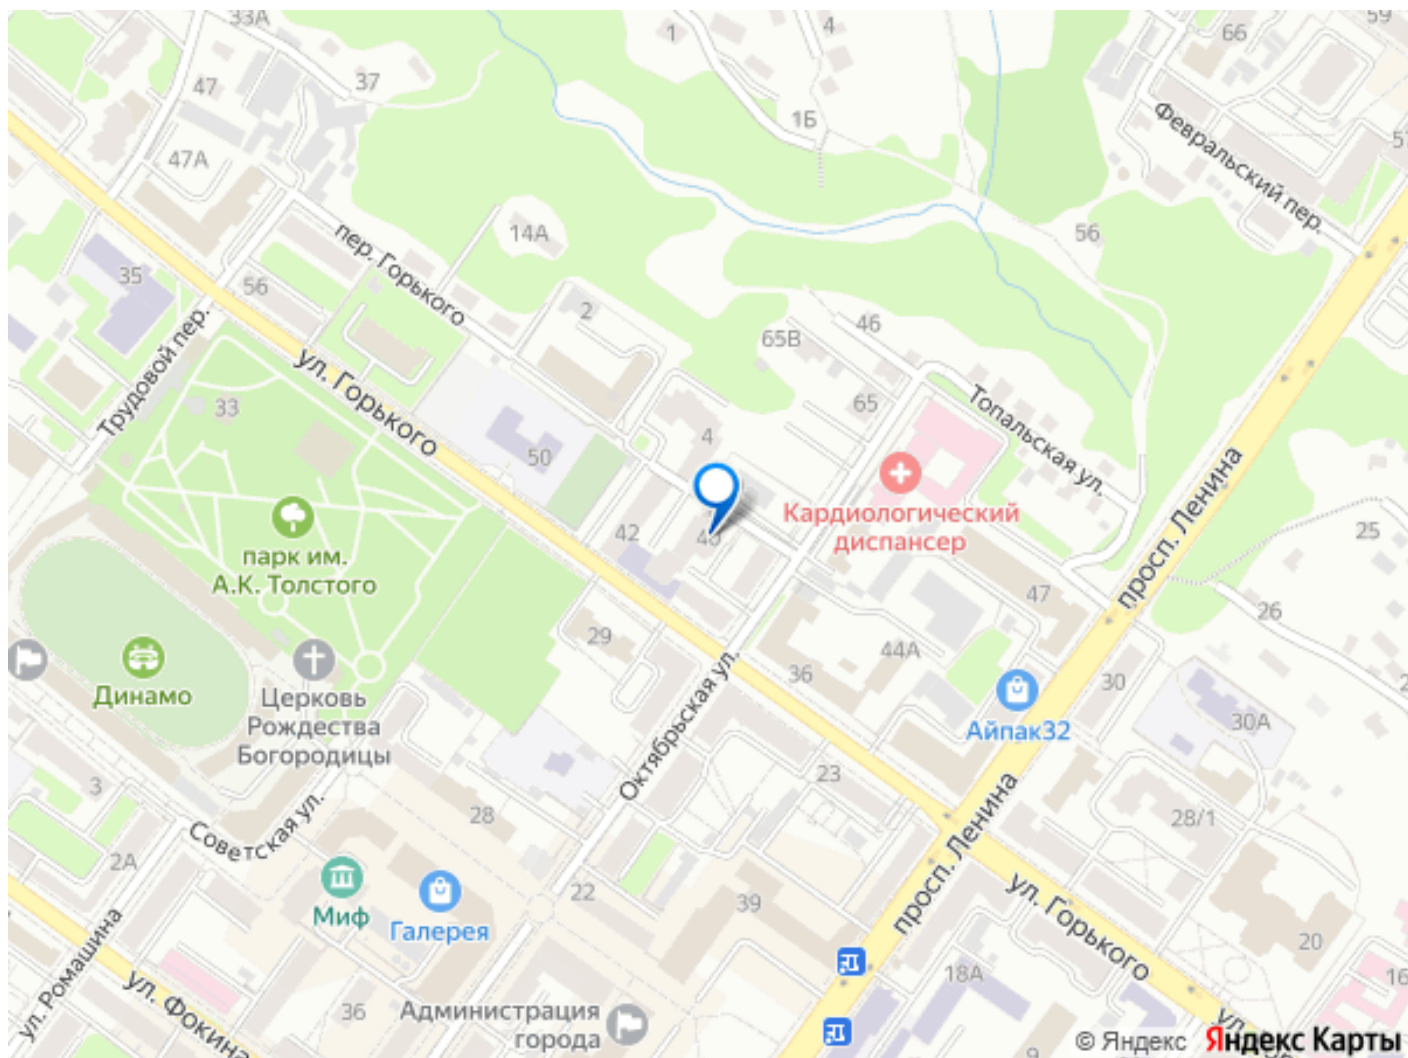 33А
1
4
59
66
47
37
1Б
Февральский пер.
57
47А
14А
пер. Горького
56
35
56
2
46
65В
Трудовой пер.
ул. Горького
33
65
Топальская ул.
4
50
Кардиологический
диспансер
просп. Ленина
парк им.
А.К. Толстого
42
40
25
47
26
29
44А
Динамо
Церковь
Рождества
Богородицы
Октябрьская ул.
36
30
Айпак32
30А
3
23
Советская ул.
28
28/1
2А
Миф
Галерея
22
39
просп. Ленина
ул. Горького
20
18А
16
ул. Ромашина
ул. Фокина
36
Администрация
города
9
ул.
© Яндекс Яндекс Карты